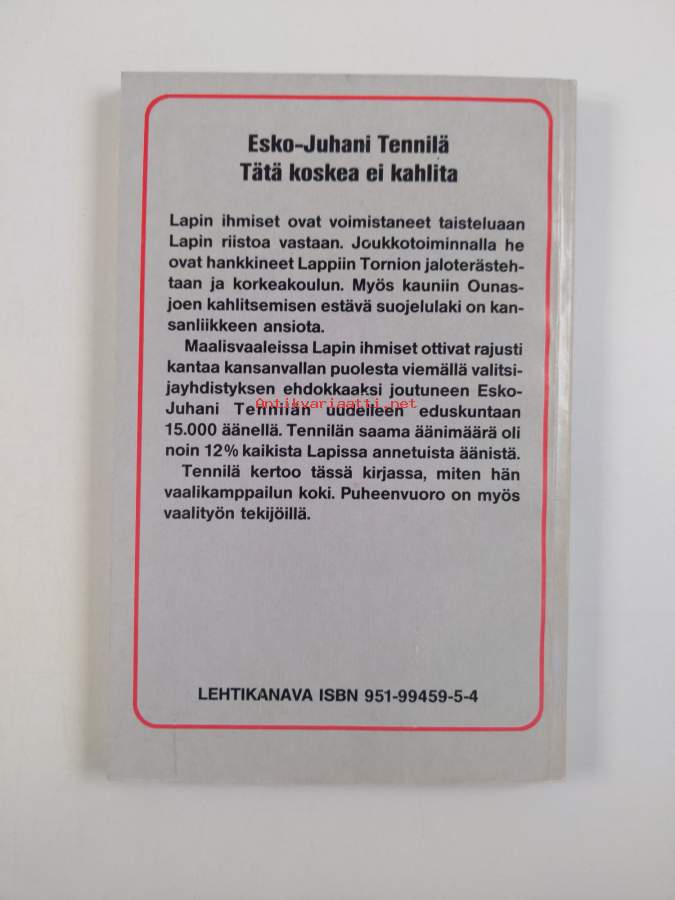 Esko-Juhani Tennilä
Tätä koskea ei kahlita
Lapin ihmiset ovat voimistaneet taisteluaan
Lapin riistoa vastaan. Joukkotoiminnalla he
ovat hankkineet Lappiin Tornion jaloterästeh-
taan ja korkeakoulun. Myös kauniin Ounas-
joen kahlitsemisen estävä suojelulaki on kan-
sanliikkeen ansiota.
Maalisvaaleissa Lapin ihmiset ottivat rajusti
kantaa kansanvallan puolesta viemällä valitsi-
jayhdistyksen ehdokkaaksi joutuneen Esko-
Juhani Tennilän uudelleen eduskuntaan
Antikvariaatti.net
15.000 äänellä. Tennilän saama äänimäärä oli
noin 12% kaikista Lapissa annetuista äänistä.
Tennilä kertoo tässä kirjassa, miten hän
vaalikamppailun koki. Puheenvuoro on myös
vaalityön tekijöillä.
LEHTIKANAVA ISBN 951-99459-5-4